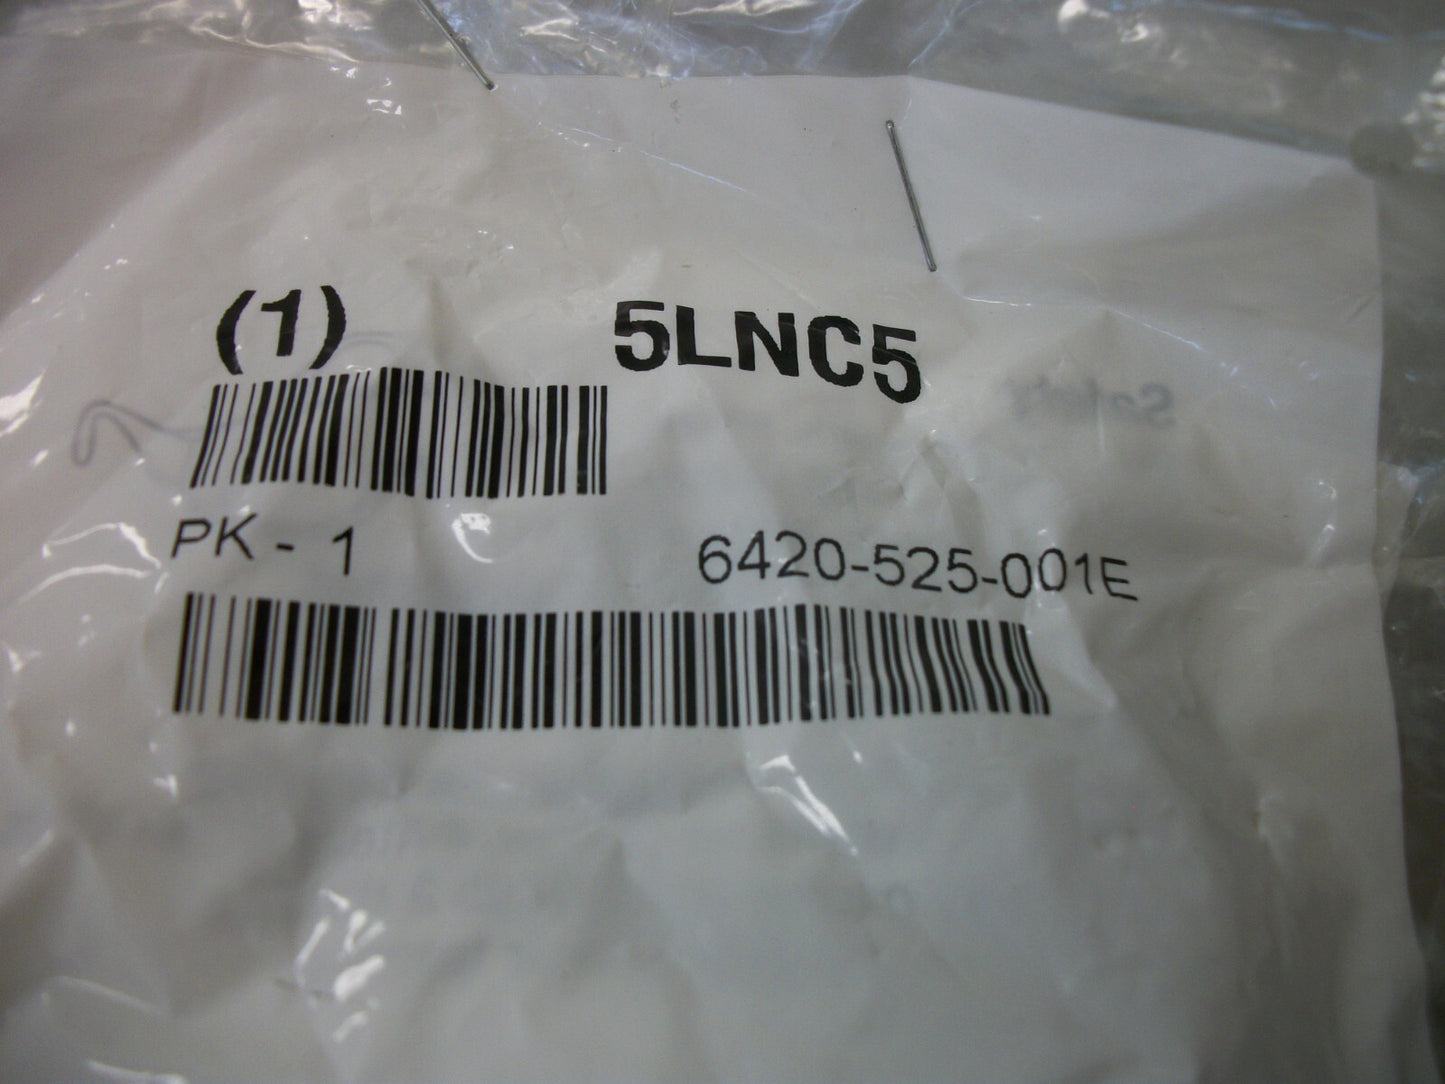 (1) 5LNC5
PK - 1 6420-525-001E